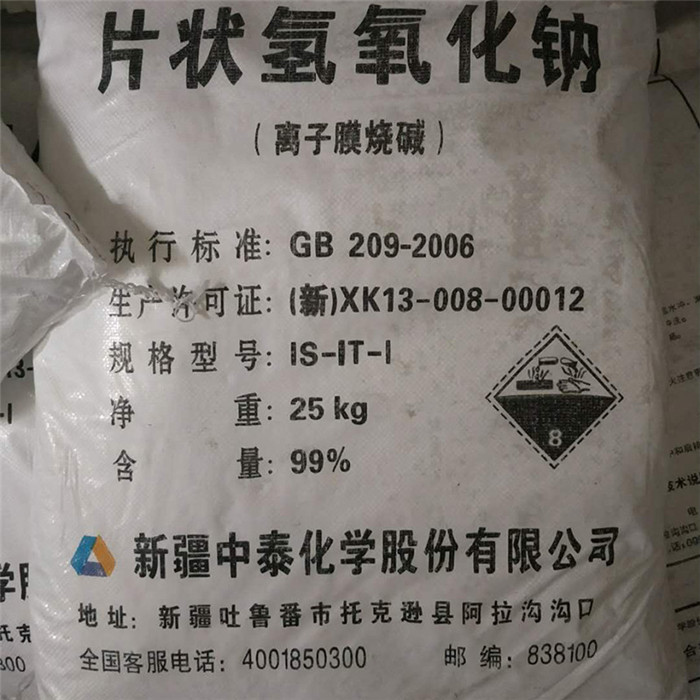 片状氢氧化钠
（离子膜烧碱）
执行标准：GB 209-2006
生产许可证：(新)XK13-008-00012
规格型号：IS-IT-I
净重：25 kg
含量：99%
8
新疆中泰化学股份有限公司
地址：新疆吐鲁番市托克逊县阿拉沟沟口
全国客服电话：4001850300 邮编：838100